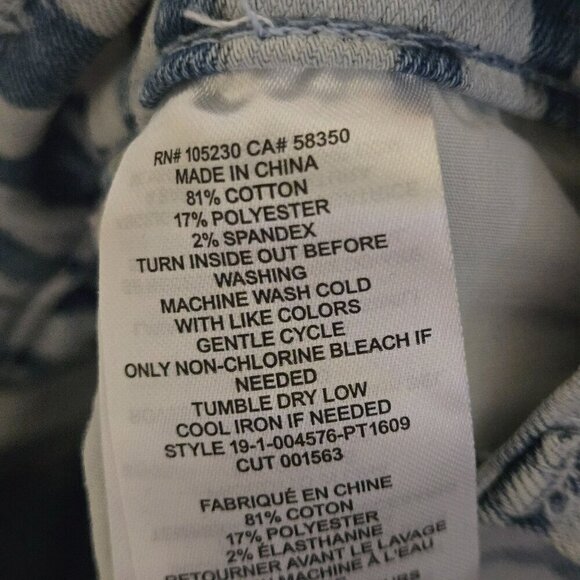 RN# 105230 CA# 58350
MADE IN CHINA
81% COTTON
17% POLYESTER
2% SPANDEX
TURN INSIDE OUT BEFORE
WASHING
MACHINE WASH COLD
WITH LIKE COLORS
GENTLE CYCLE
ONLY NON-CHLORINE BLEACH IF
NEEDED
TUMBLE DRY LOW
COOL IRON IF NEEDED
STYLE 19-1-004576-PT1609
CUT 001563
FABRIQUÉ EN CHINE
81% COTON
17% POLYESTER
2% ÉLASTHANNE
RETOURNER AVANT LE LAVAGE
MACHINE À L'EAU